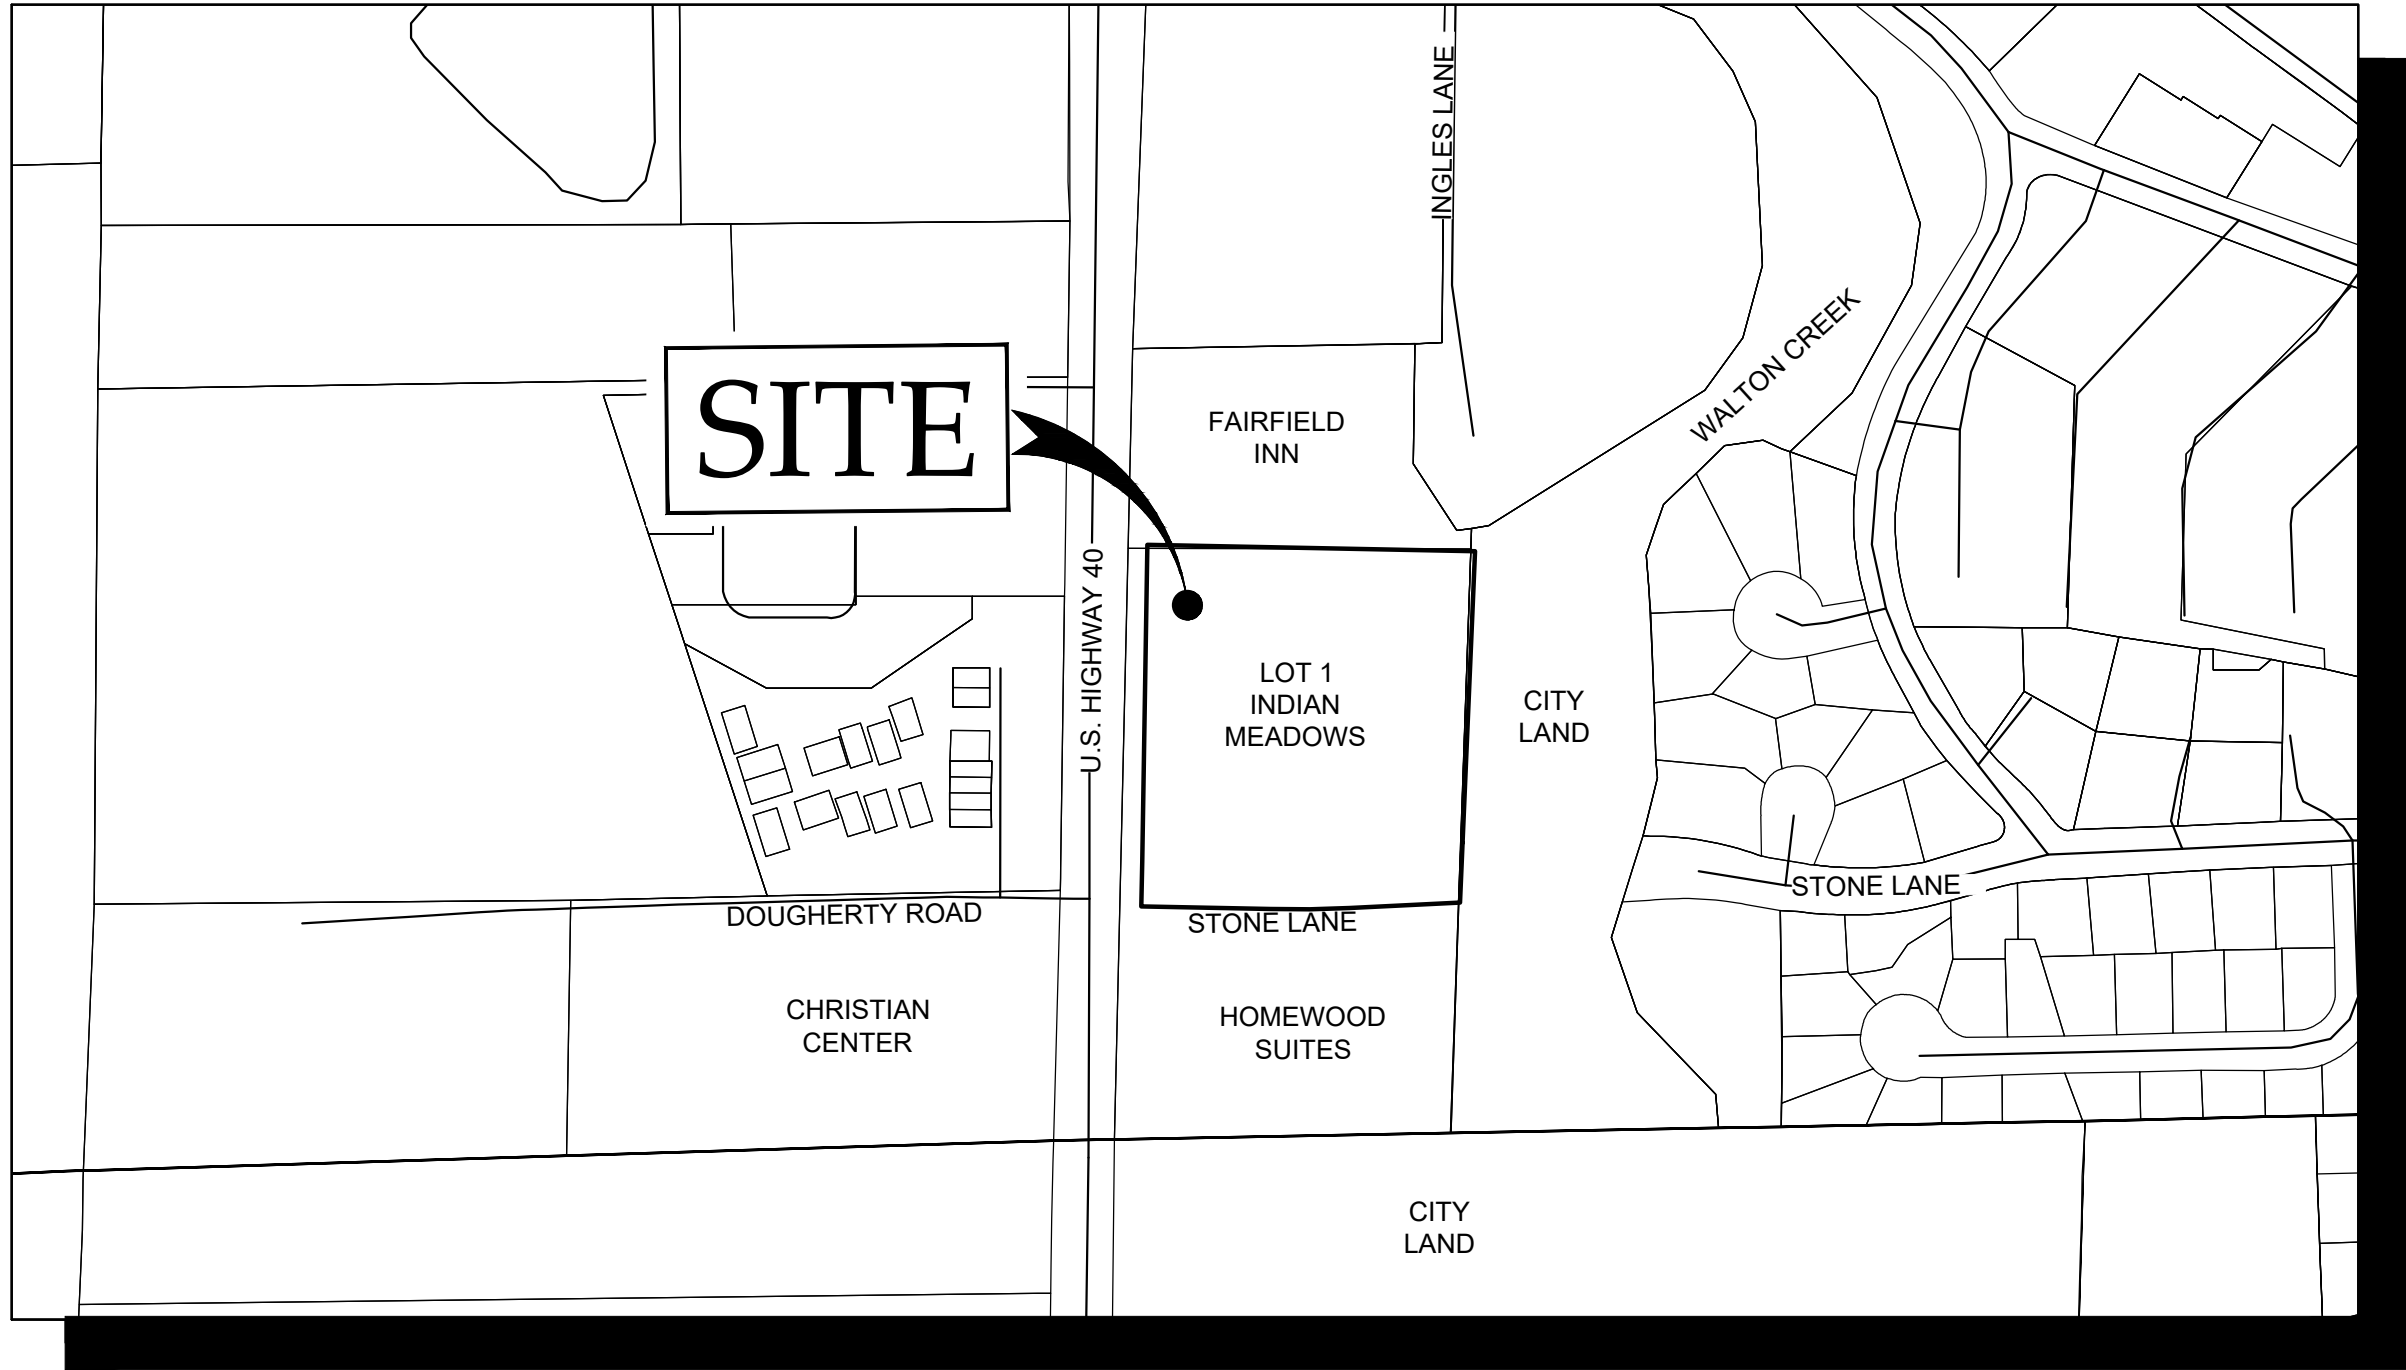 INGLES LANE
WALTON CREEK
SITE
FAIRFIELD
INN
U.S. HIGHWAY 40
LOT 1
INDIAN
MEADOWS
CITY
LAND
STONE LANE
DOUGHERTY ROAD
STONE LANE
CHRISTIAN
CENTER
HOMEWOOD
SUITES
CITY
LAND